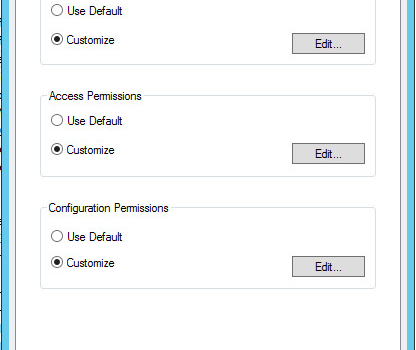 Use Default
Customize
Edit...
Access Permissions
Use Default
Customize
Edit...
Configuration Permissions
Use Default
Customize
Edit...